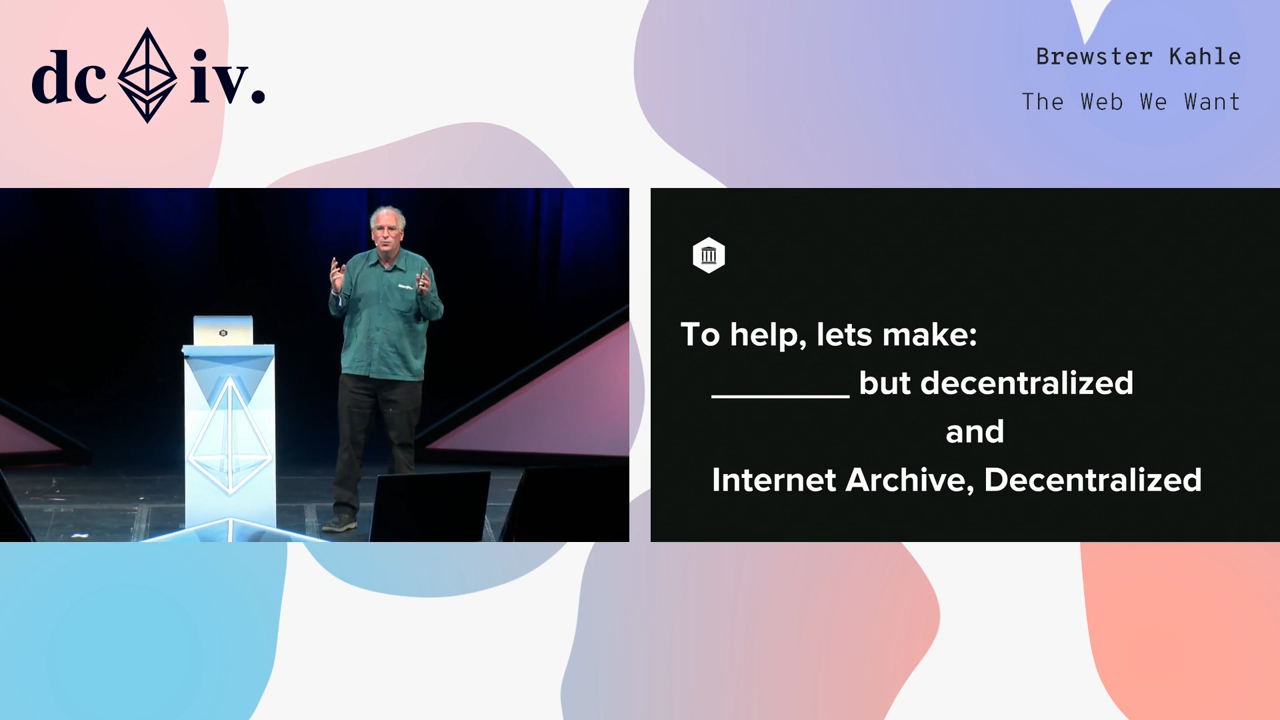 dc iv.
Brewster Kahle
The Web We Want
To help, lets make:
________ but decentralized
and
Internet Archive, Decentralized